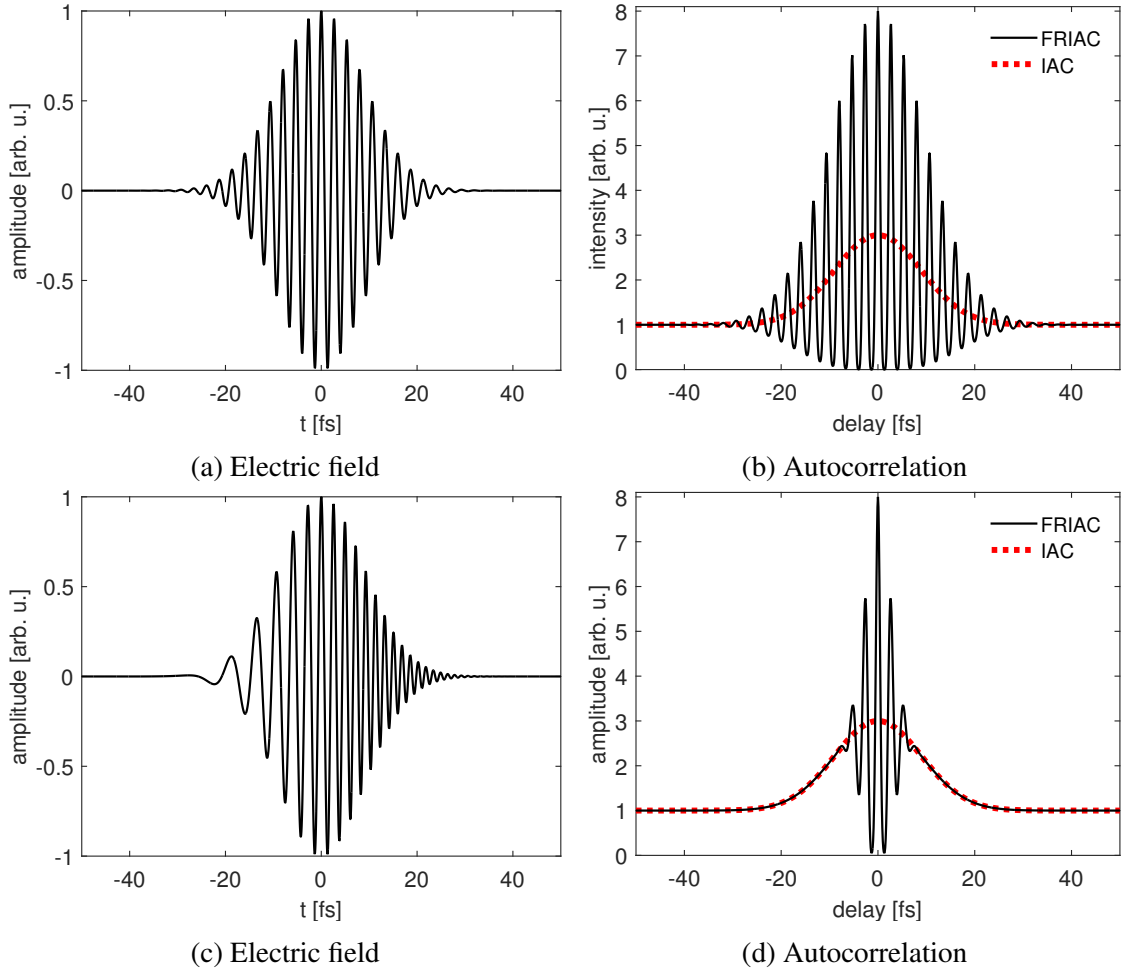 1
0.5
0
-0.5
-1
amplitude [arb. u.]
-40 -20 0 20 40
t [fs]
(a) Electric field
8
7
6
5
4
3
2
1
0
intensity [arb. u.]
FRIAC
IAC
-40 -20 0 20 40
delay [fs]
(b) Autocorrelation
1
0.5
0
-0.5
-1
amplitude [arb. u.]
-40 -20 0 20 40
t [fs]
(c) Electric field
8
7
6
5
4
3
2
1
0
amplitude [arb. u.]
FRIAC
IAC
-40 -20 0 20 40
delay [fs]
(d) Autocorrelation